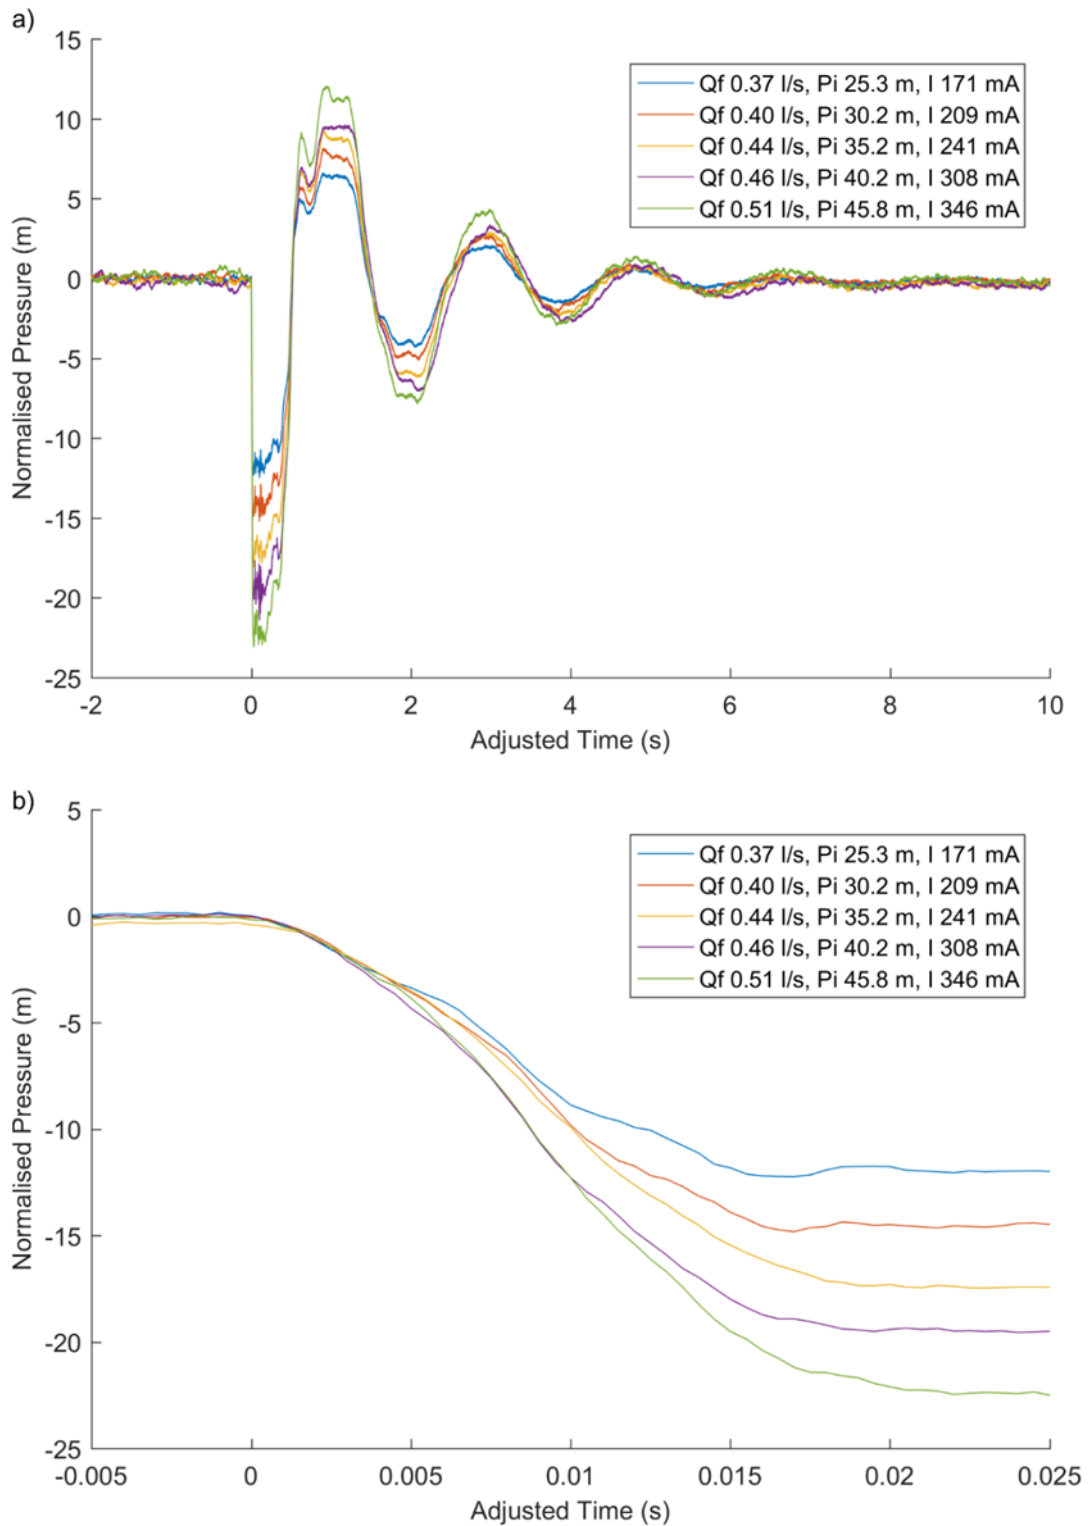 a)
15
10
5
0
-5
-10
-15
-20
-25
Normalised Pressure (m)
Qf 0.37 l/s, Pi 25.3 m, I 171 mA
Qf 0.40 l/s, Pi 30.2 m, I 209 mA
Qf 0.44 l/s, Pi 35.2 m, I 241 mA
Qf 0.46 l/s, Pi 40.2 m, I 308 mA
Qf 0.51 l/s, Pi 45.8 m, I 346 mA
-2 0 2 4 6 8 10
Adjusted Time (s)
b)
5
0
-5
-10
-15
-20
-25
Normalised Pressure (m)
Qf 0.37 l/s, Pi 25.3 m, I 171 mA
Qf 0.40 l/s, Pi 30.2 m, I 209 mA
Qf 0.44 l/s, Pi 35.2 m, I 241 mA
Qf 0.46 l/s, Pi 40.2 m, I 308 mA
Qf 0.51 l/s, Pi 45.8 m, I 346 mA
-0.005 0 0.005 0.01 0.015 0.02 0.025
Adjusted Time (s)